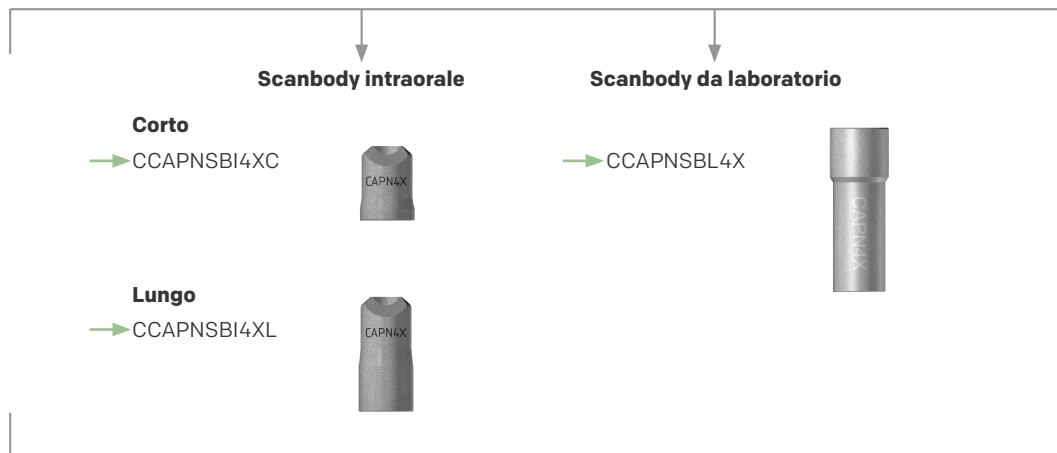 Scanbody intraorale
Scanbody da laboratorio
Corto
CCAPNSBI4XC
CAPN4X
CCAPNSBL4X
CAPN4X
Lungo
CCAPNSBI4XL
CAPN4X